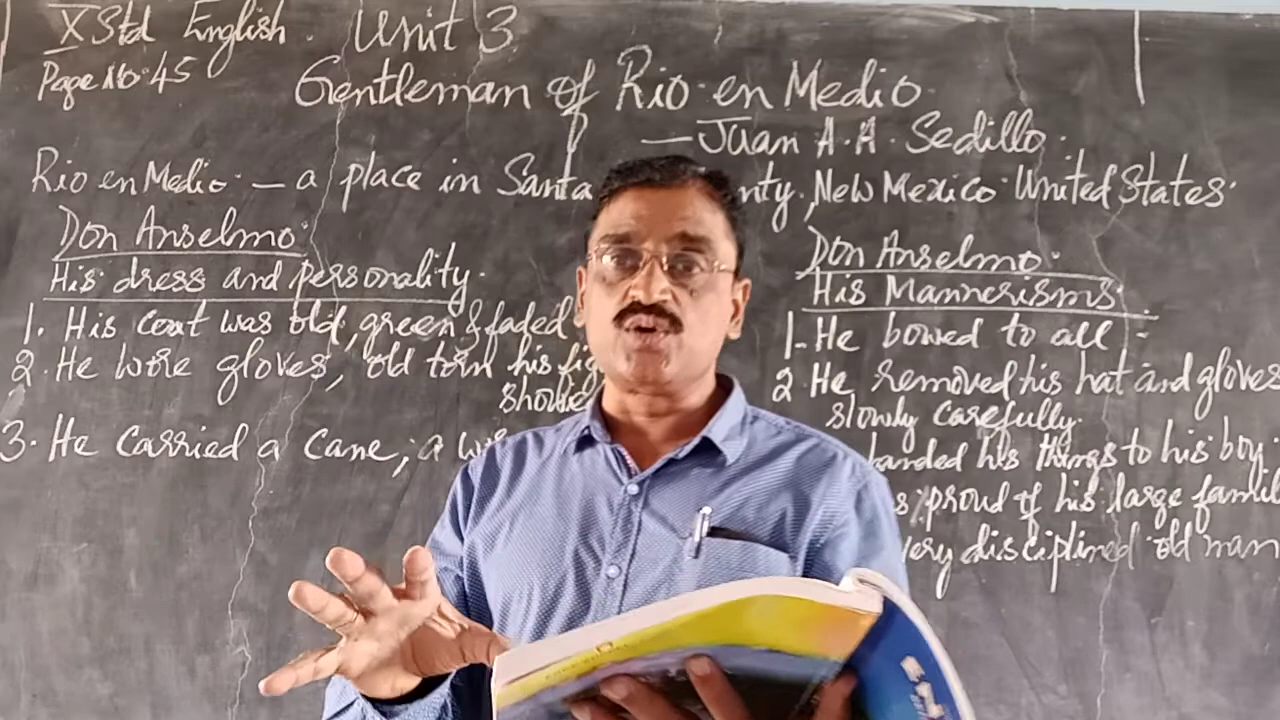 X Std English. Unit 3
Page No. 45
Gentleman of Rio en Medio
— Juan A.A. Sedillo.
Rio en Medio — a place in Santa nty, New Mexico United States.
Don Anselmo.
His dress and personality.
1. His coat was old, green & faded
2. He wore gloves, old torn his fi
showe
3. He carried a cane, a w
Don Anselmo.
His Mannerisms.
1. He bowed to all -
2. He removed his hat and gloves
slowly carefully.
handed his things to his boy.
s proud of his large famil
very disciplined old man